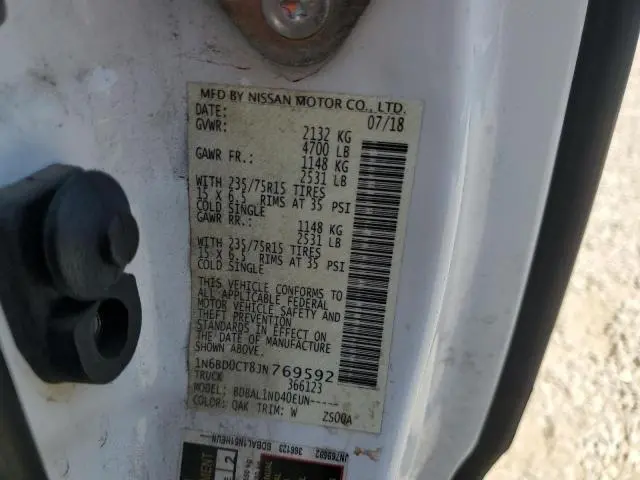 MFD BY NISSAN MOTOR CO., LTD.
DATE: 07/18
GVWR: 2132 KG
4700 LB
GAWR FR.: 1148 KG
2531 LB
WITH 235/75R15 TIRES
15 X 6.5 RIMS AT 35 PSI
COLD SINGLE
GAWR RR.: 1148 KG
2531 LB
WITH 235/75R15 TIRES
15 X 6.5 RIMS AT 35 PSI
COLD SINGLE
THIS VEHICLE CONFORMS TO
ALL APPLICABLE FEDERAL
MOTOR VEHICLE SAFETY AND
THEFT PREVENTION
STANDARDS IN EFFECT ON
THE DATE OF MANUFACTURE
SHOWN ABOVE.
1N6BD0CT8JN769592
TRUCK 366123
MODEL: BDBAL1ND40EUN-----
COLOR: QAK TRIM: W ZS00A
JN769592
366123